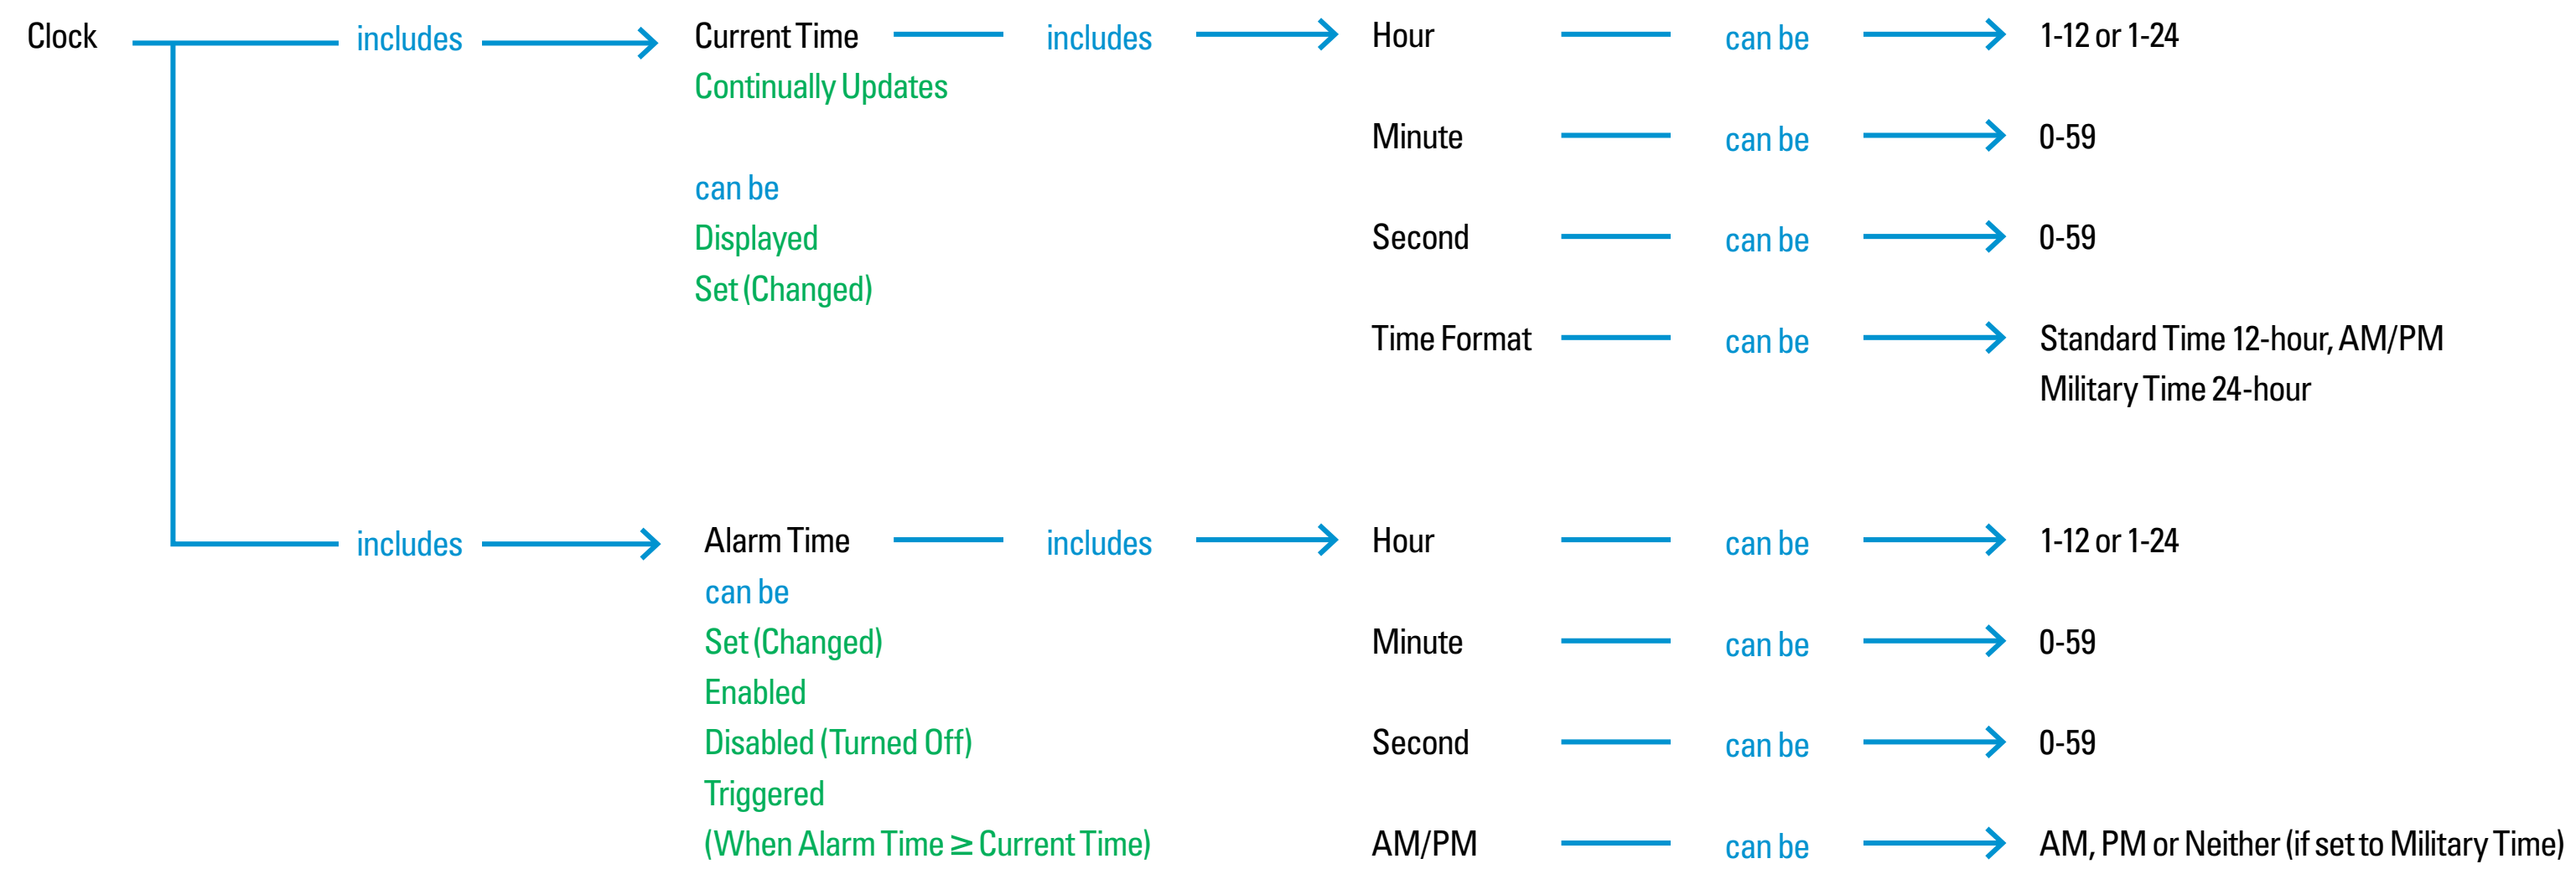 Clock includes Current Time includes Hour can be 1-12 or 1-24
Continually Updates
Minute can be 0-59
can be
Displayed
Second can be 0-59
Set (Changed)
Time Format can be Standard Time 12-hour, AM/PM
Military Time 24-hour
includes Alarm Time includes Hour can be 1-12 or 1-24
can be
Set (Changed)
Minute can be 0-59
Enabled
Disabled (Turned Off)
Second can be 0-59
Triggered
(When Alarm Time ≥ Current Time)
AM/PM can be AM, PM or Neither (if set to Military Time)